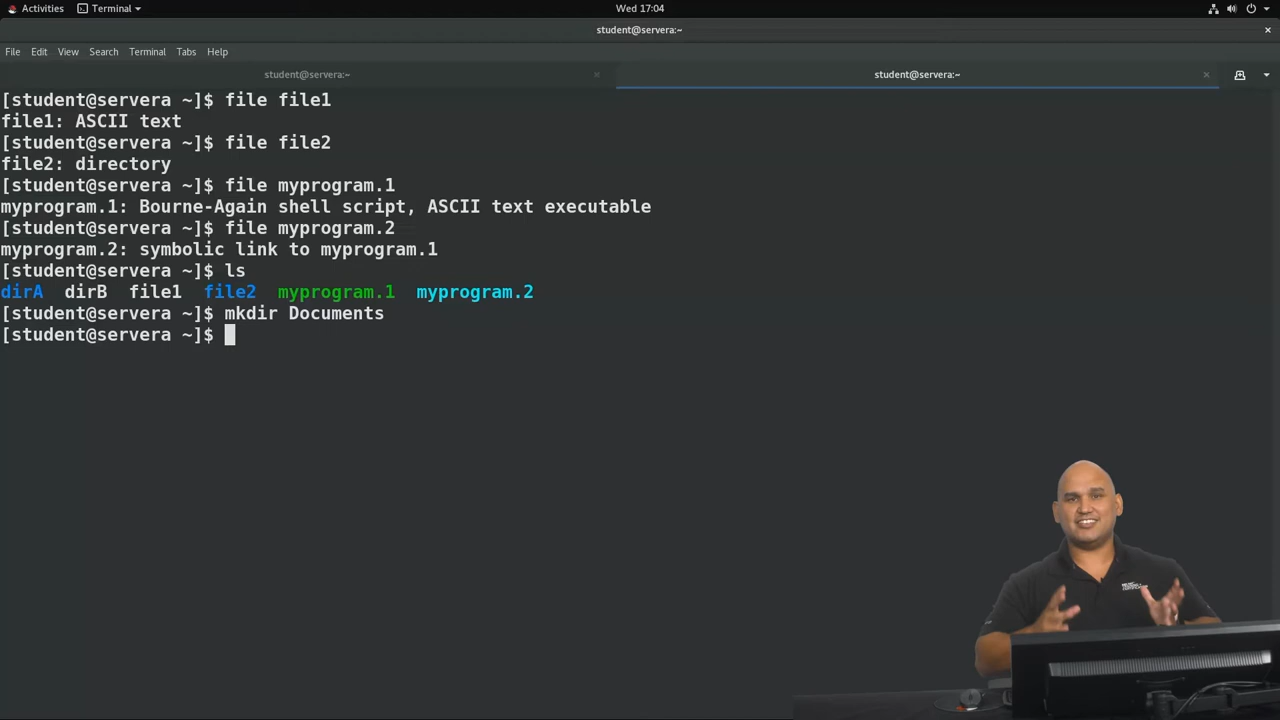 Activities Terminal Wed 17:04
student@servera:~
File Edit View Search Terminal Tabs Help
student@servera:~ student@servera:~
[student@servera ~]$ file file1
file1: ASCII text
[student@servera ~]$ file file2
file2: directory
[student@servera ~]$ file myprogram.1
myprogram.1: Bourne-Again shell script, ASCII text executable
[student@servera ~]$ file myprogram.2
myprogram.2: symbolic link to myprogram.1
[student@servera ~]$ ls
dirA dirB file1 file2 myprogram.1 myprogram.2
[student@servera ~]$ mkdir Documents
[student@servera ~]$